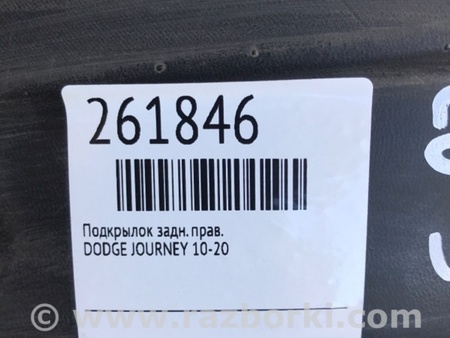 261846
Подкрылок задн. прав.
DODGE JOURNEY 10-20
© www.razborki.com